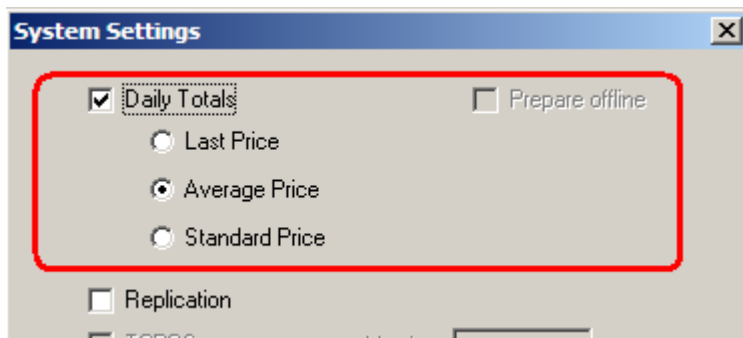 System Settings
Daily Totals Prepare offline
Last Price
Average Price
Standard Price
Replication